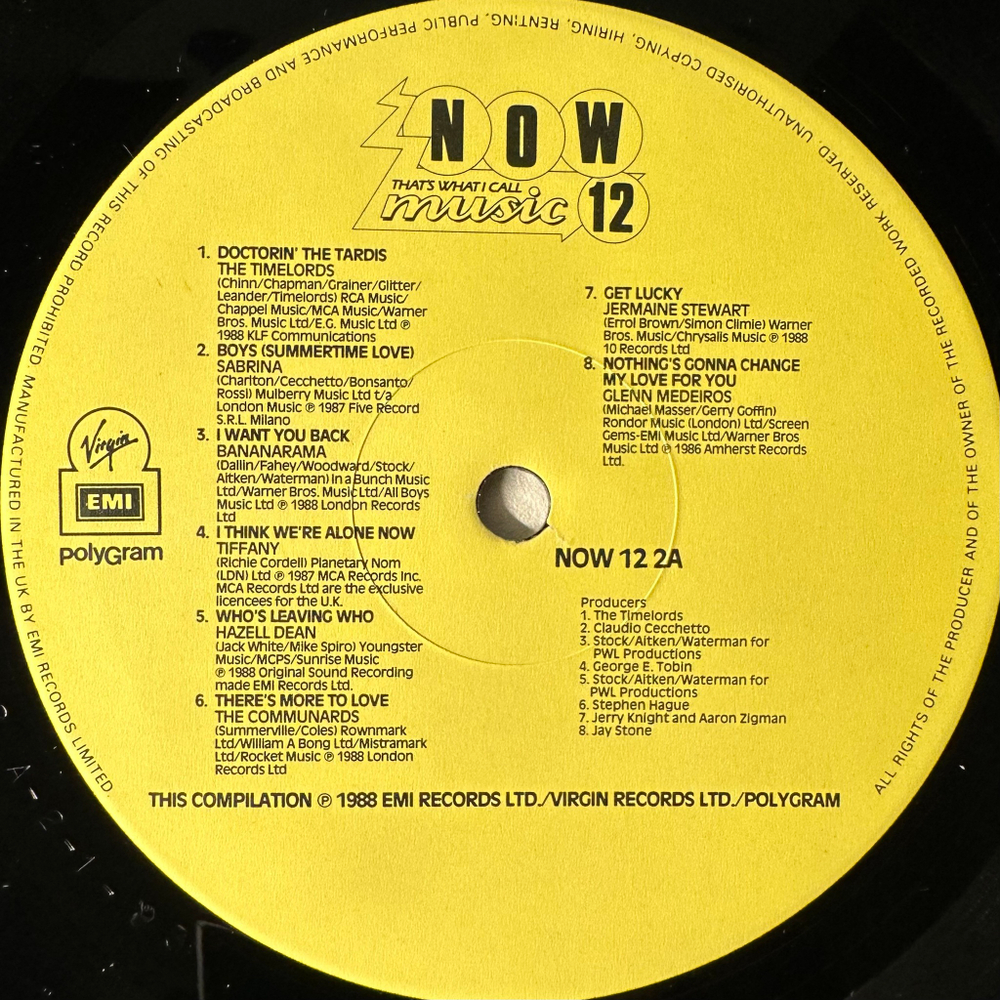 NOW
THAT'S WHAT I CALL
music 12
1. DOCTORIN' THE TARDIS
THE TIMELORDS
(Chinn/Chapman/Grainer/Glitter/
Leander/Timelords) RCA Music/
Chappel Music/MCA Music/Warner
Bros. Music Ltd/E.G. Music Ltd ℗
1988 KLF Communications
2. BOYS (SUMMERTIME LOVE)
SABRINA
(Charlton/Cecchetto/Bonsanto/
Rossi) Mulberry Music Ltd t/a
London Music ℗ 1987 Five Record
S.R.L. Milano
3. I WANT YOU BACK
BANANARAMA
(Dallin/Fahey/Woodward/Stock/
Aitken/Waterman) In a Bunch Music
Ltd/Warner Bros. Music Ltd/All Boys
Music Ltd ℗ 1988 London Records
Ltd
4. I THINK WE'RE ALONE NOW
TIFFANY
(Richie Cordell) Planetary Nom
(LDN) Ltd ℗ 1987 MCA Records Inc.
MCA Records Ltd are the exclusive
licencees for the U.K.
5. WHO'S LEAVING WHO
HAZELL DEAN
(Jack White/Mike Spiro) Youngster
Music/MCPS/Sunrise Music
℗ 1988 Original Sound Recording
made EMI Records Ltd.
6. THERE'S MORE TO LOVE
THE COMMUNARDS
(Summerville/Coles) Rownmark
Ltd/William A Bong Ltd/Mistramark
Ltd/Rocket Music ℗ 1988 London
Records Ltd
7. GET LUCKY
JERMAINE STEWART
(Errol Brown/Simon Climie) Warner
Bros. Music/Chrysalis Music ℗ 1988
10 Records Ltd
8. NOTHING'S GONNA CHANGE
MY LOVE FOR YOU
GLENN MEDEIROS
(Michael Masser/Gerry Goffin)
Rondor Music (London) Ltd/Screen
Gems-EMI Music Ltd/Warner Bros
Music Ltd ℗ 1986 Amherst Records
Ltd.
Virgin
EMI
polyGram
NOW 12 2A
Producers
1. The Timelords
2. Claudio Cecchetto
3. Stock/Aitken/Waterman for
PWL Productions
4. George E. Tobin
5. Stock/Aitken/Waterman for
PWL Productions
6. Stephen Hague
7. Jerry Knight and Aaron Zigman
8. Jay Stone
THIS COMPILATION ℗ 1988 EMI RECORDS LTD./VIRGIN RECORDS LTD./POLYGRAM
ALL RIGHTS OF THE PRODUCER AND OF THE OWNER OF THE RECORDED WORK RESERVED. UNAUTHORISED COPYING, HIRING, RENTING, PUBLIC PERFORMANCE AND BROADCASTING OF THIS RECORD PROHIBITED. MANUFACTURED IN THE UK BY EMI RECORDS LIMITED.